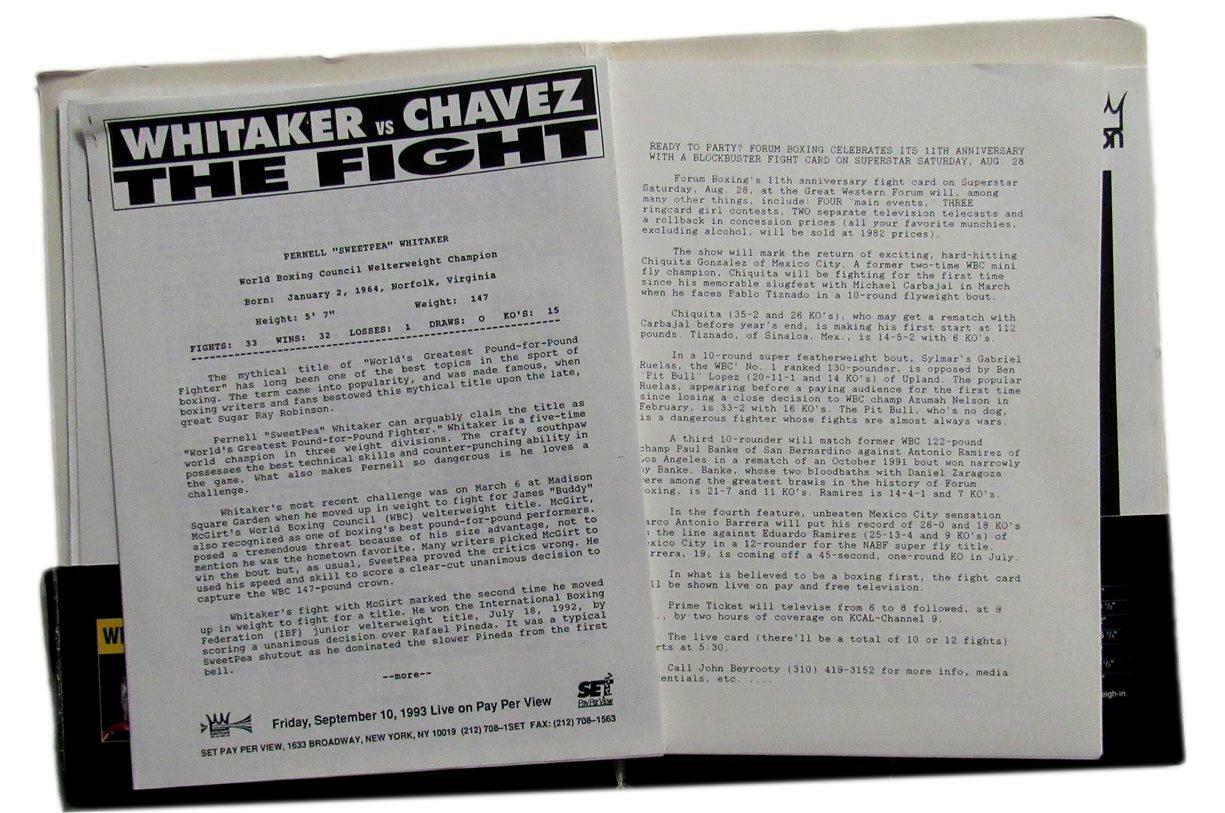 WHITAKER VS CHAVEZ
THE FIGHT
PERNELL "SWEETPEA" WHITAKER
World Boxing Council Welterweight Champion
Born: January 2, 1964, Norfolk, Virginia
Height: 5' 7" Weight: 147
FIGHTS: 33 WINS: 32 LOSSES: 1 DRAWS: 0 KO'S: 15
The mythical title of "World's Greatest Pound-for-Pound
Fighter" has long been one of the best topics in the sport of
boxing. The term came into popularity, and was made famous, when
boxing writers and fans bestowed this mythical title upon the late,
great Sugar Ray Robinson.
Pernell "SweetPea" Whitaker can arguably claim the title as
"World's Greatest Pound-for-Pound Fighter." Whitaker is a five-time
world champion in three weight divisions. The crafty southpaw
possesses the best technical skills and counter-punching ability in
the game. What also makes Pernell so dangerous is he loves a
challenge.
Whitaker's most recent challenge was on March 6 at Madison
Square Garden when he moved up in weight to fight for James "Buddy"
McGirt's World Boxing Council (WBC) welterweight title. McGirt,
also recognized as one of boxing's best pound-for-pound performers.
posed a tremendous threat because of his size advantage, not to
mention he was the hometown favorite. Many writers picked McGirt to
win the bout but, as usual, SweetPea proved the critics wrong. He
used his speed and skill to score a clear-cut unanimous decision to
capture the WBC 147-pound crown.
Whitaker's fight with McGirt marked the second time he moved
up in weight to fight for a title. He won the International Boxing
Federation (IBF) junior welterweight title, July 18, 1992, by
scoring a unanimous decision over Rafael Pineda. It was a typical
SweetPea shutout as he dominated the slower Pineda from the first
bell.
--more--
Friday, September 10, 1993 Live on Pay Per View
SET
Pay Per View
SET PAY PER VIEW, 1633 BROADWAY, NEW YORK, NY 10019 (212) 708-1SET FAX: (212) 708-1563
READY TO PARTY? FORUM BOXING CELEBRATES ITS 11TH ANNIVERSARY
WITH A BLOCKBUSTER FIGHT CARD ON SUPERSTAR SATURDAY, AUG. 28
Forum Boxing's 11th anniversary fight card on Superstar
Saturday, Aug. 28, at the Great Western Forum will, among
many other things, include: FOUR "main events," THREE
ringcard girl contests, TWO separate television telecasts and
a rollback in concession prices (all your favorite munchies,
excluding alcohol, will be sold at 1982 prices).
The show will mark the return of exciting, hard-hitting
Chiquita Gonzalez of Mexico City. A former two-time WBC mini
fly champion, Chiquita will be fighting for the first time
since his memorable slugfest with Michael Carbajal in March
when he faces Pablo Tiznado in a 10-round flyweight bout.
Chiquita (35-2 and 26 KO's), who may get a rematch with
Carbajal before year's end, is making his first start at 112
pounds. Tiznado, of Sinaloa, Mex., is 14-5-2 with 6 KO's.
In a 10-round super featherweight bout, Sylmar's Gabriel
Ruelas, the WBC' No. 1 ranked 130-pounder, is opposed by Ben
"Pit Bull" Lopez (20-11-1 and 14 KO's) of Upland. The popular
Ruelas, appearing before a paying audience for the first time
since losing a close decision to WBC champ Azumah Nelson in
February, is 33-2 with 16 KO's. The Pit Bull, who's no dog,
is a dangerous fighter whose fights are almost always wars.
A third 10-rounder will match former WBC 122-pound
champ Paul Banke of San Bernardino against Antonio Ramirez of
Los Angeles in a rematch of an October 1991 bout won narrowly
by Banke. Banke, whose two bloodbaths with Daniel Zaragoza
were among the greatest brawls in the history of Forum
oxing, is 21-7 and 11 KO's. Ramirez is 14-4-1 and 7 KO's.
In the fourth feature, unbeaten Mexico City sensation
arco Antonio Barrera will put his record of 26-0 and 18 KO's
n the line against Eduardo Ramirez (25-13-4 and 9 KO's) of
exico City in a 12-rounder for the NABF super fly title.
rrera, 19, is coming off a 45-second, one-round KO in July.
In what is believed to be a boxing first, the fight card
ll be shown live on pay and free television.
Prime Ticket will televise from 6 to 8 followed, at 9
., by two hours of coverage on KCAL-Channel 9.
The live card (there'll be a total of 10 or 12 fights)
rts at 5:30.
Call John Beyrooty (310) 419-3152 for more info, media
entials, etc. ....
WI
eigh-in.